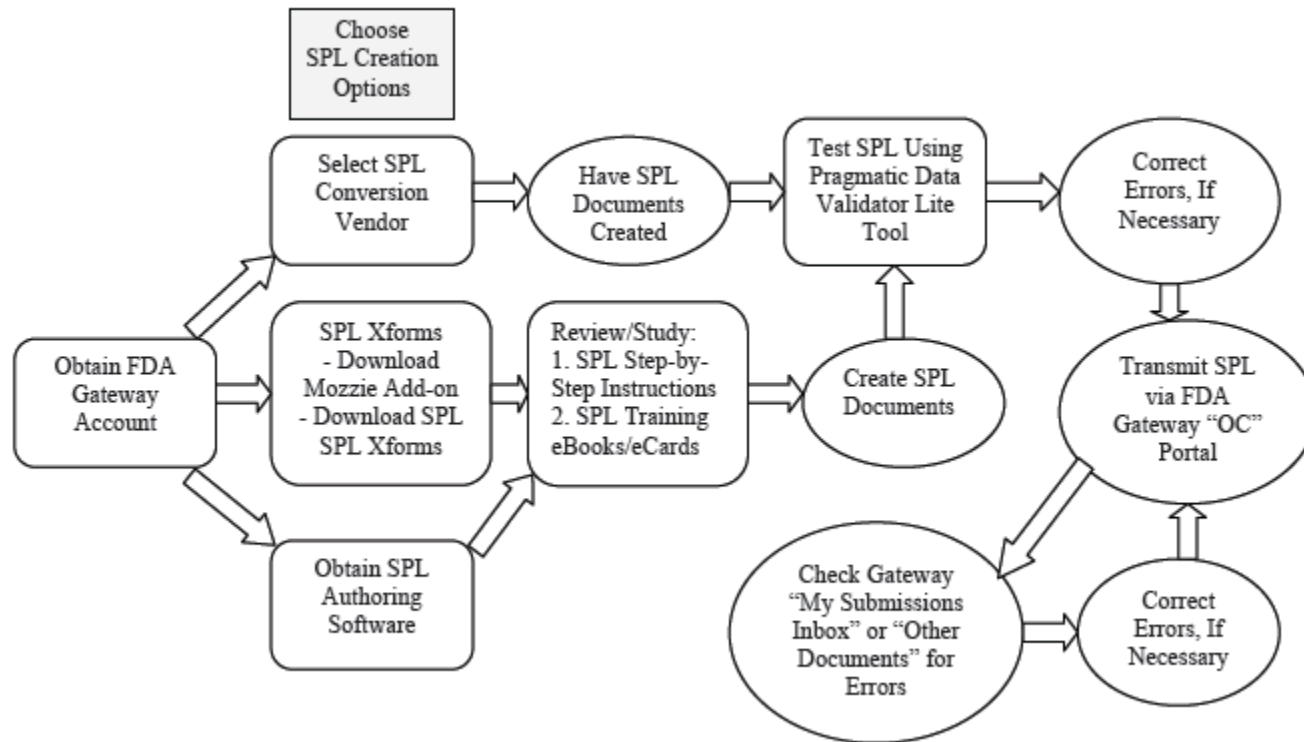 Choose
SPL Creation
Options
Select SPL
Conversion
Vendor
Have SPL
Documents
Created
Test SPL Using
Pragmatic Data
Validator Lite
Tool
Correct
Errors, If
Necessary
Obtain FDA
Gateway
Account
SPL Xforms
- Download
Mozzie Add-on
- Download SPL
SPL Xforms
Review/Study:
1. SPL Step-by-
Step Instructions
2. SPL Training
eBooks/eCards
Create SPL
Documents
Transmit SPL
via FDA
Gateway “OC”
Portal
Obtain SPL
Authoring
Software
Check Gateway
“My Submissions
Inbox” or “Other
Documents” for
Errors
Correct
Errors, If
Necessary